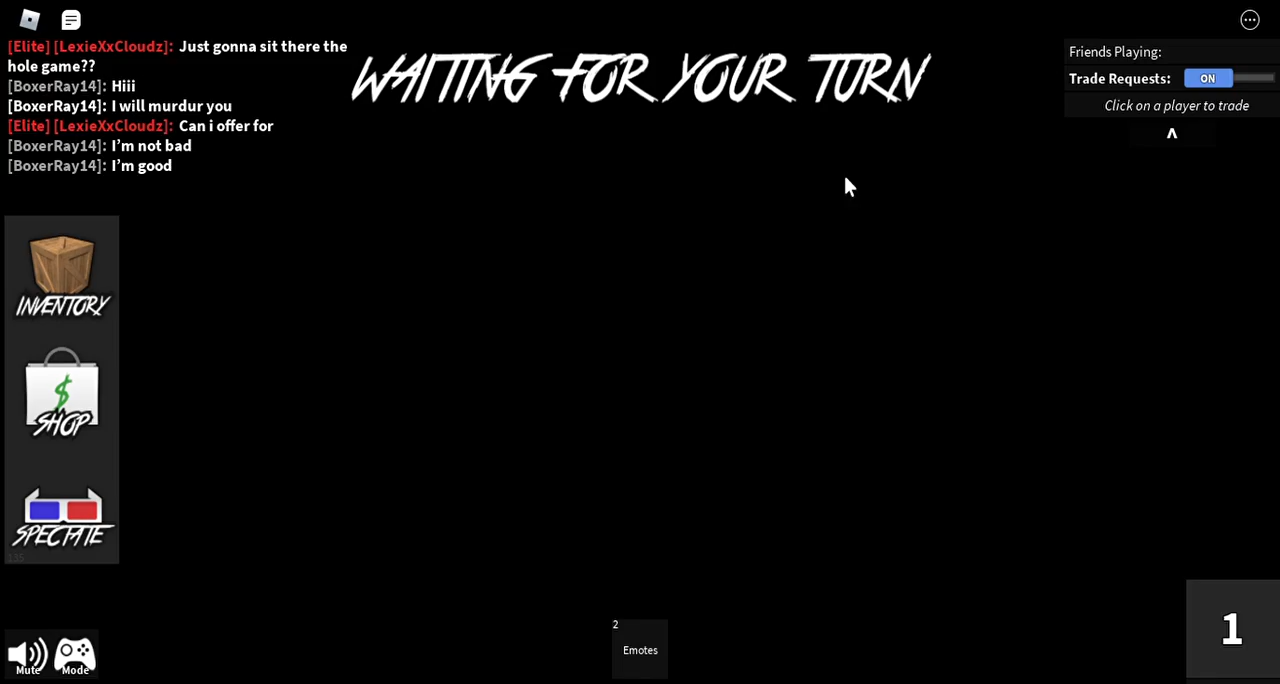 [Elite] [LexieXxCloudz]: Just gonna sit there the
hole game??
[BoxerRay14]: Hiii
[BoxerRay14]: I will murdur you
[Elite] [LexieXxCloudz]: Can i offer for
[BoxerRay14]: I'm not bad
[BoxerRay14]: I'm good
WAITING FOR YOUR TURN
Friends Playing:
Trade Requests: ON
Click on a player to trade
INVENTORY
$
SHOP
SPECTATE
135
Mute
Mode
2
Emotes
1